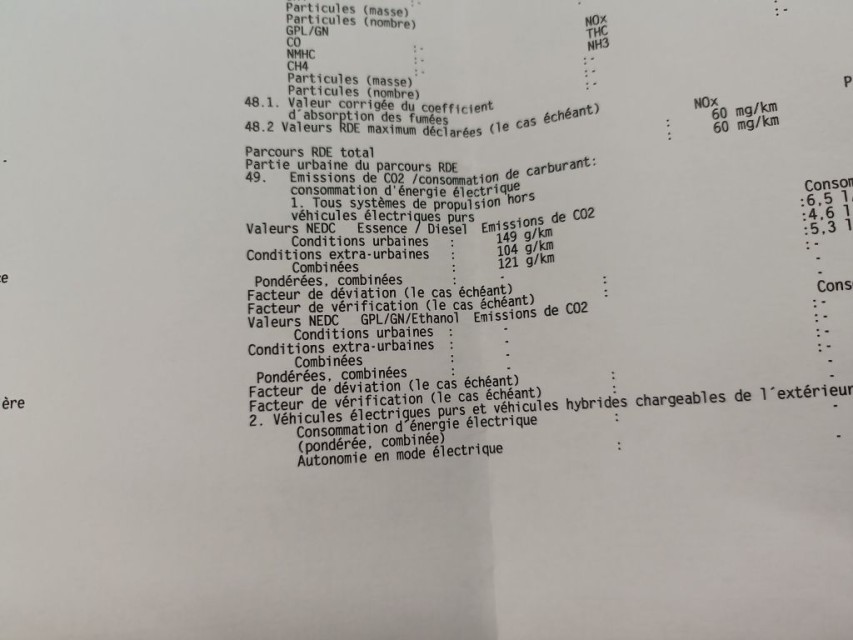 Particules (masse)
Particules (nombre) NOx :-
GPL/GN THC
CO :- NH3
NMHC :
CH4 :- :-
Particules (masse) :-
Particules (nombre) :-
48.1. Valeur corrigée du coefficient
d´absorption des fumées NOx
48.2 Valeurs RDE maximum déclarées (le cas échéant) : 60 mg/km
: 60 mg/km
Parcours RDE total
Partie urbaine du parcours RDE
49. Emissions de CO2 /consommation de carburant:
consommation d´énergie électrique
1. Tous systèmes de propulsion hors
véhicules électriques purs
Valeurs NEDC Essence / Diesel Emissions de CO2
Conditions urbaines : 149 g/km :6,5
Conditions extra-urbaines : 104 g/km :4,6 l
Combinées : 121 g/km :5,3 l
Pondérées, combinées : - :-
Facteur de déviation (le cas échéant) : -
Facteur de vérification (le cas échéant) : -
Valeurs NEDC GPL/GN/Ethanol Emissions de CO2
Conditions urbaines : - :-
Conditions extra-urbaines : - :-
Combinées : - :-
Pondérées, combinées : - :-
Facteur de déviation (le cas échéant) : -
Facteur de vérification (le cas échéant) : -
2. Véhicules électriques purs et véhicules hybrides chargeables de l´extérieur
Consommation d´énergie électrique : -
(pondérée, combinée)
Autonomie en mode électrique : -
ère